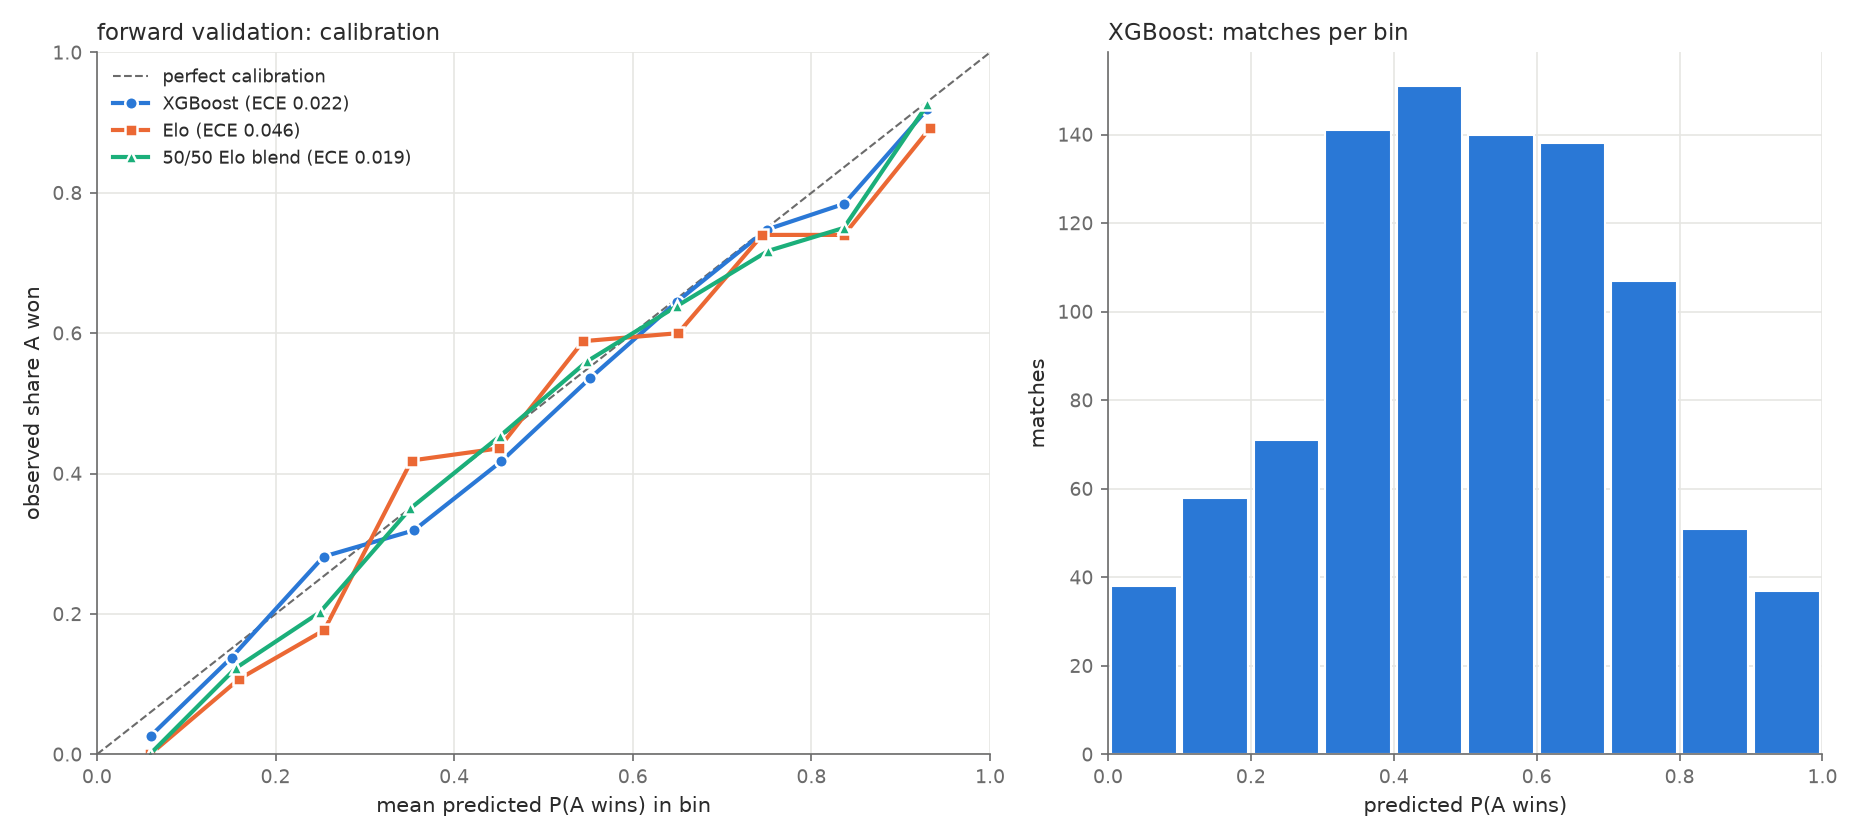 forward validation: calibration
1.0
0.8
0.6
0.4
0.2
0.0
observed share A won
perfect calibration
XGBoost (ECE 0.022)
Elo (ECE 0.046)
50/50 Elo blend (ECE 0.019)
0.0 0.2 0.4 0.6 0.8 1.0
mean predicted P(A wins) in bin
XGBoost: matches per bin
140
120
100
80
60
40
20
0
matches
0.0 0.2 0.4 0.6 0.8 1.0
predicted P(A wins)